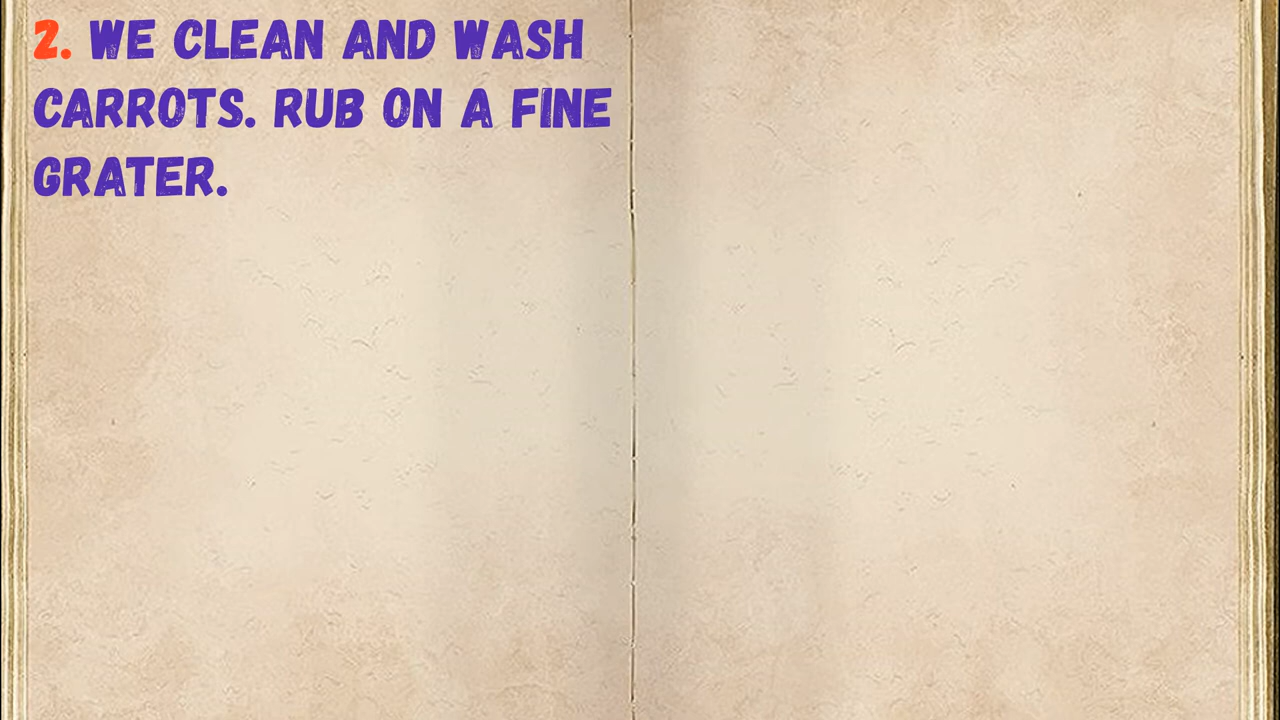 2. WE CLEAN AND WASH
CARROTS. RUB ON A FINE
GRATER.